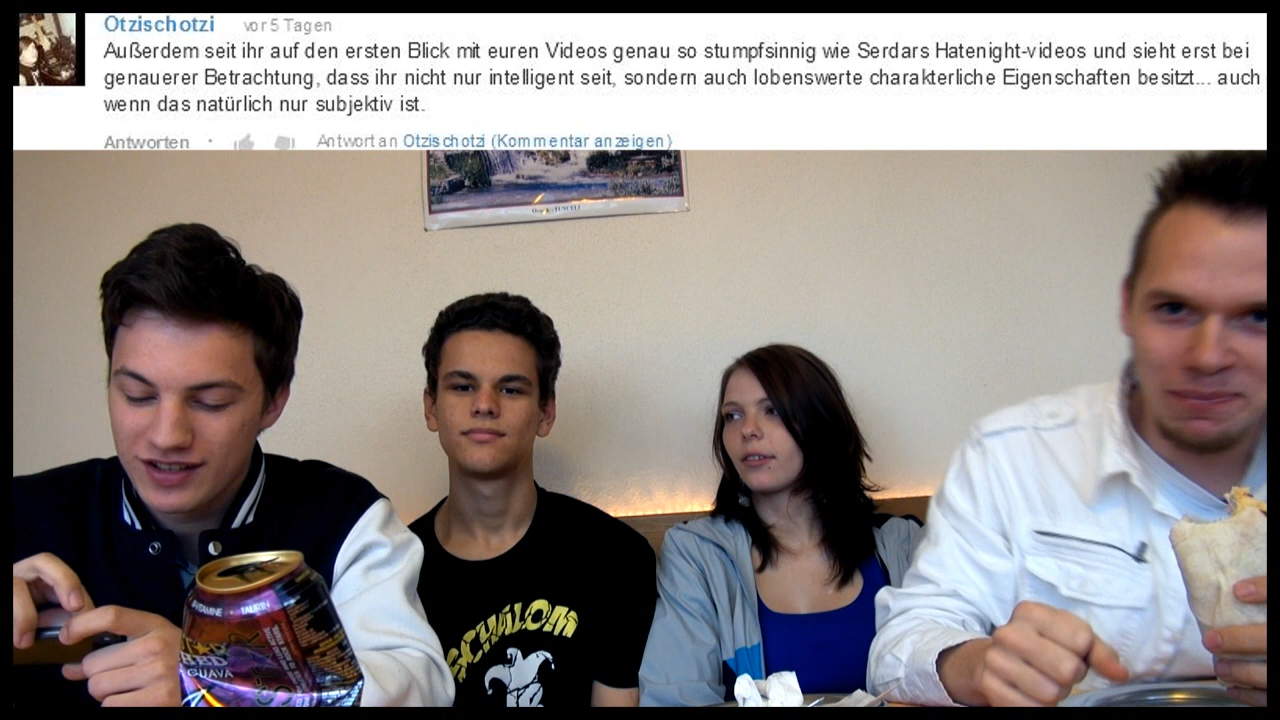 Otzischotzi vor 5 Tagen
Außerdem seit ihr auf den ersten Blick mit euren Videos genau so stumpfsinnig wie Serdars Hatenight-videos und sieht erst bei
genauerer Betrachtung, dass ihr nicht nur intelligent seit, sondern auch lobenswerte charakterliche Eigenschaften besitzt... auch
wenn das natürlich nur subjektiv ist.
Antworten · Antwort an Otzischotzi (Kommentar anzeigen)
SCHALOM
TAURIN
GUAVA